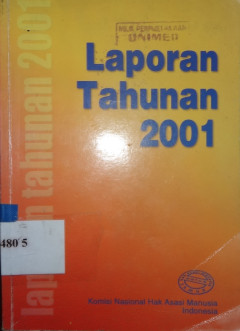 UNIMED
Laporan
Tahunan
2001
laporan tahunan 2001
480 5
Komisi Nasional Hak Asasi Manusia
Indonesia